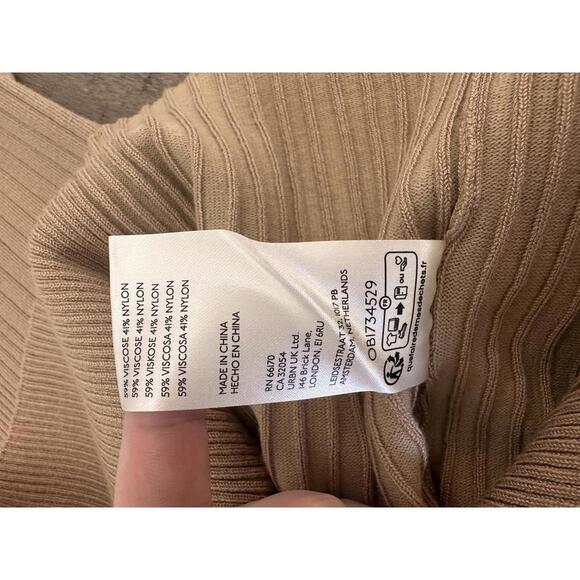 59% VISCOSE 41% NYLON
59% VISCOSE 41% NYLON
59% VISKOSE 41% NYLON
59% VISCOSA 41% NYLON
59% VISCOSA 41% NYLON
MADE IN CHINA
HECHO EN CHINA
RN 66170
CA 32054
URBN UK Ltd.
146 Brick Lane,
LONDON, E1 6RU
LEIDSESTRAAT 32, 1017 PB
AMSTERDAM, NETHERLANDS
OB1734529
FR
ou
quefairedemesdechets.fr